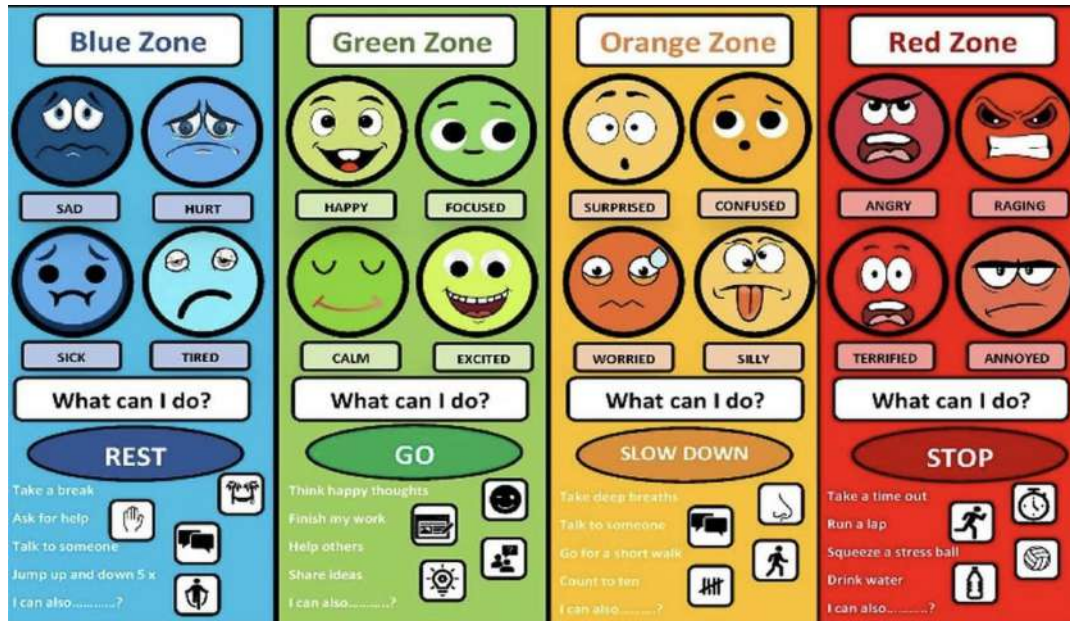 Blue Zone
SAD
HURT
SICK
TIRED
What can I do?
REST
Take a break
Ask for help
Talk to someone
Jump up and down 5 x
I can also...........?
Green Zone
HAPPY
FOCUSED
CALM
EXCITED
What can I do?
GO
Think happy thoughts
Finish my work
Help others
Share ideas
I can also...........?
Orange Zone
SURPRISED
CONFUSED
WORRIED
SILLY
What can I do?
SLOW DOWN
Take deep breaths
Talk to someone
Go for a short walk
Count to ten
I can also.........?
Red Zone
ANGRY
RAGING
TERRIFIED
ANNOYED
What can I do?
STOP
Take a time out
Run a lap
Squeeze a stress ball
Drink water
I can also...........?